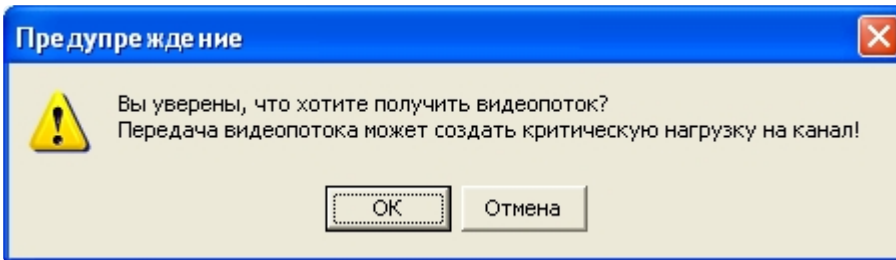 Предупреждение
Вы уверены, что хотите получить видеопоток?
Передача видеопотока может создать критическую нагрузку на канал!
OK
Отмена